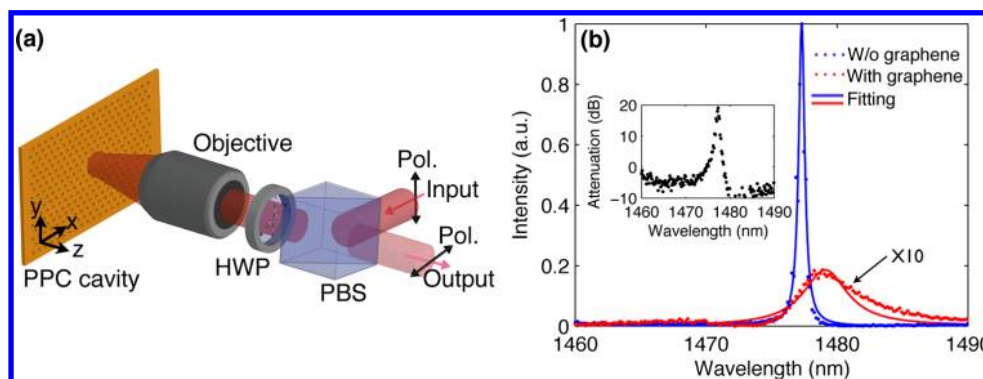 (a)
Objective
Pol.
Input
Pol.
Output
HWP
PBS
PPC cavity
y
x
z
(b)
1
0.8
0.6
0.4
0.2
0
Intensity (a.u.)
1460
1470
1480
1490
Wavelength (nm)
W/o graphene
With graphene
Fitting
X10
20
10
0
−10
Attenuation (dB)
1460 1470 1480 1490
Wavelength (nm)